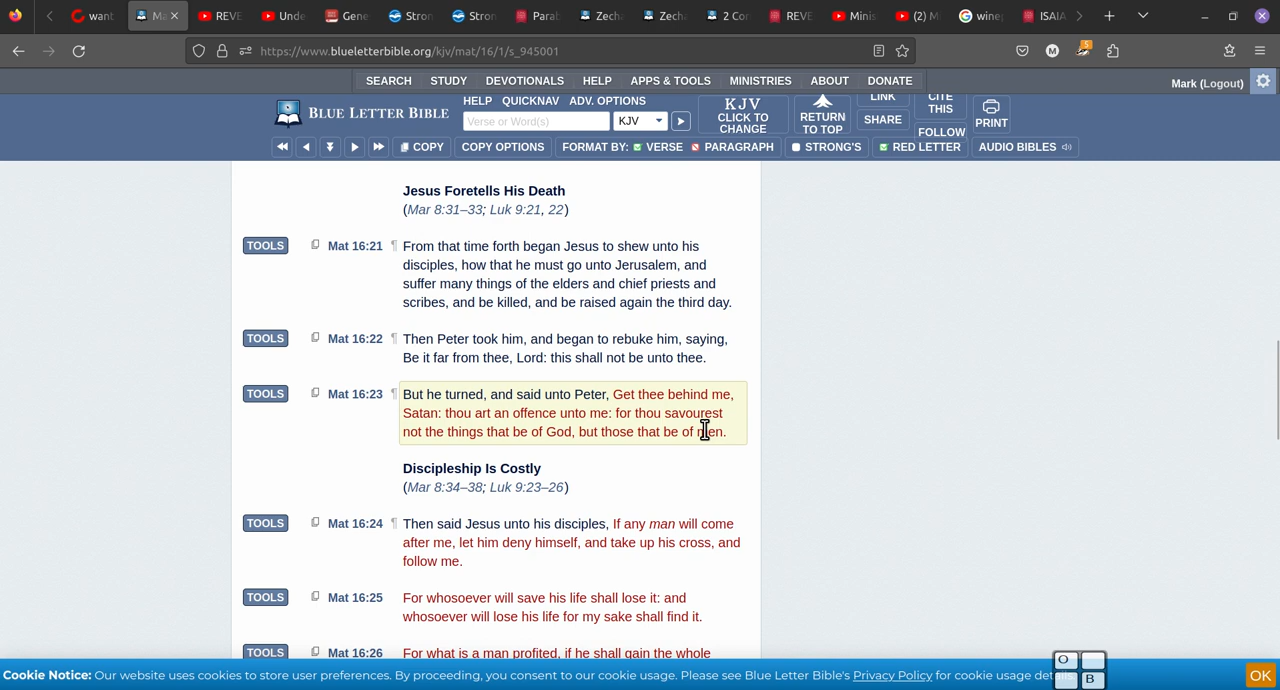 want
Ma
REVE
Unde
Gene
Stron
Stron
Para
Zecha
Zecha
2 Cor
REVE
Minis
(2) M
wine
ISAIA
https://www.blueletterbible.org/kjv/mat/16/1/s_945001
M
5
SEARCH STUDY DEVOTIONALS HELP APPS & TOOLS MINISTRIES ABOUT DONATE
Mark (Logout)
BLUE LETTER BIBLE
HELP QUICKNAV ADV. OPTIONS
Verse or Word(s)
KJV
KJV
CLICK TO
CHANGE
RETURN
TO TOP
LINK
SHARE
CITE
THIS
FOLLOW
PRINT
COPY COPY OPTIONS FORMAT BY: VERSE PARAGRAPH STRONG'S RED LETTER AUDIO BIBLES
Jesus Foretells His Death
(Mar 8:31–33; Luk 9:21, 22)
TOOLS Mat 16:21 ¶ From that time forth began Jesus to shew unto his
disciples, how that he must go unto Jerusalem, and
suffer many things of the elders and chief priests and
scribes, and be killed, and be raised again the third day.
TOOLS Mat 16:22 ¶ Then Peter took him, and began to rebuke him, saying,
Be it far from thee, Lord: this shall not be unto thee.
TOOLS Mat 16:23 ¶ But he turned, and said unto Peter, Get thee behind me,
Satan: thou art an offence unto me: for thou savourest
not the things that be of God, but those that be of men.
Discipleship Is Costly
(Mar 8:34–38; Luk 9:23–26)
TOOLS Mat 16:24 ¶ Then said Jesus unto his disciples, If any man will come
after me, let him deny himself, and take up his cross, and
follow me.
TOOLS Mat 16:25 For whosoever will save his life shall lose it: and
whosoever will lose his life for my sake shall find it.
TOOLS Mat 16:26 For what is a man profited, if he shall gain the whole
Cookie Notice: Our website uses cookies to store user preferences. By proceeding, you consent to our cookie usage. Please see Blue Letter Bible's Privacy Policy for cookie usage details.
OK
O
B